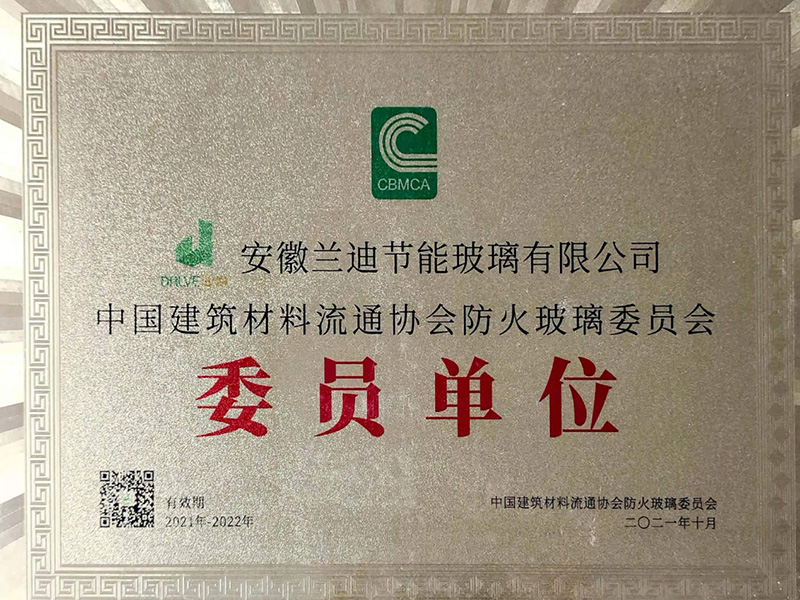 CBMCA
安徽兰迪节能玻璃有限公司
中国建筑材料流通协会防火玻璃委员会
委员单位
有效期
2021年-2022年
中国建筑材料流通协会防火玻璃委员会
二〇二一年十月